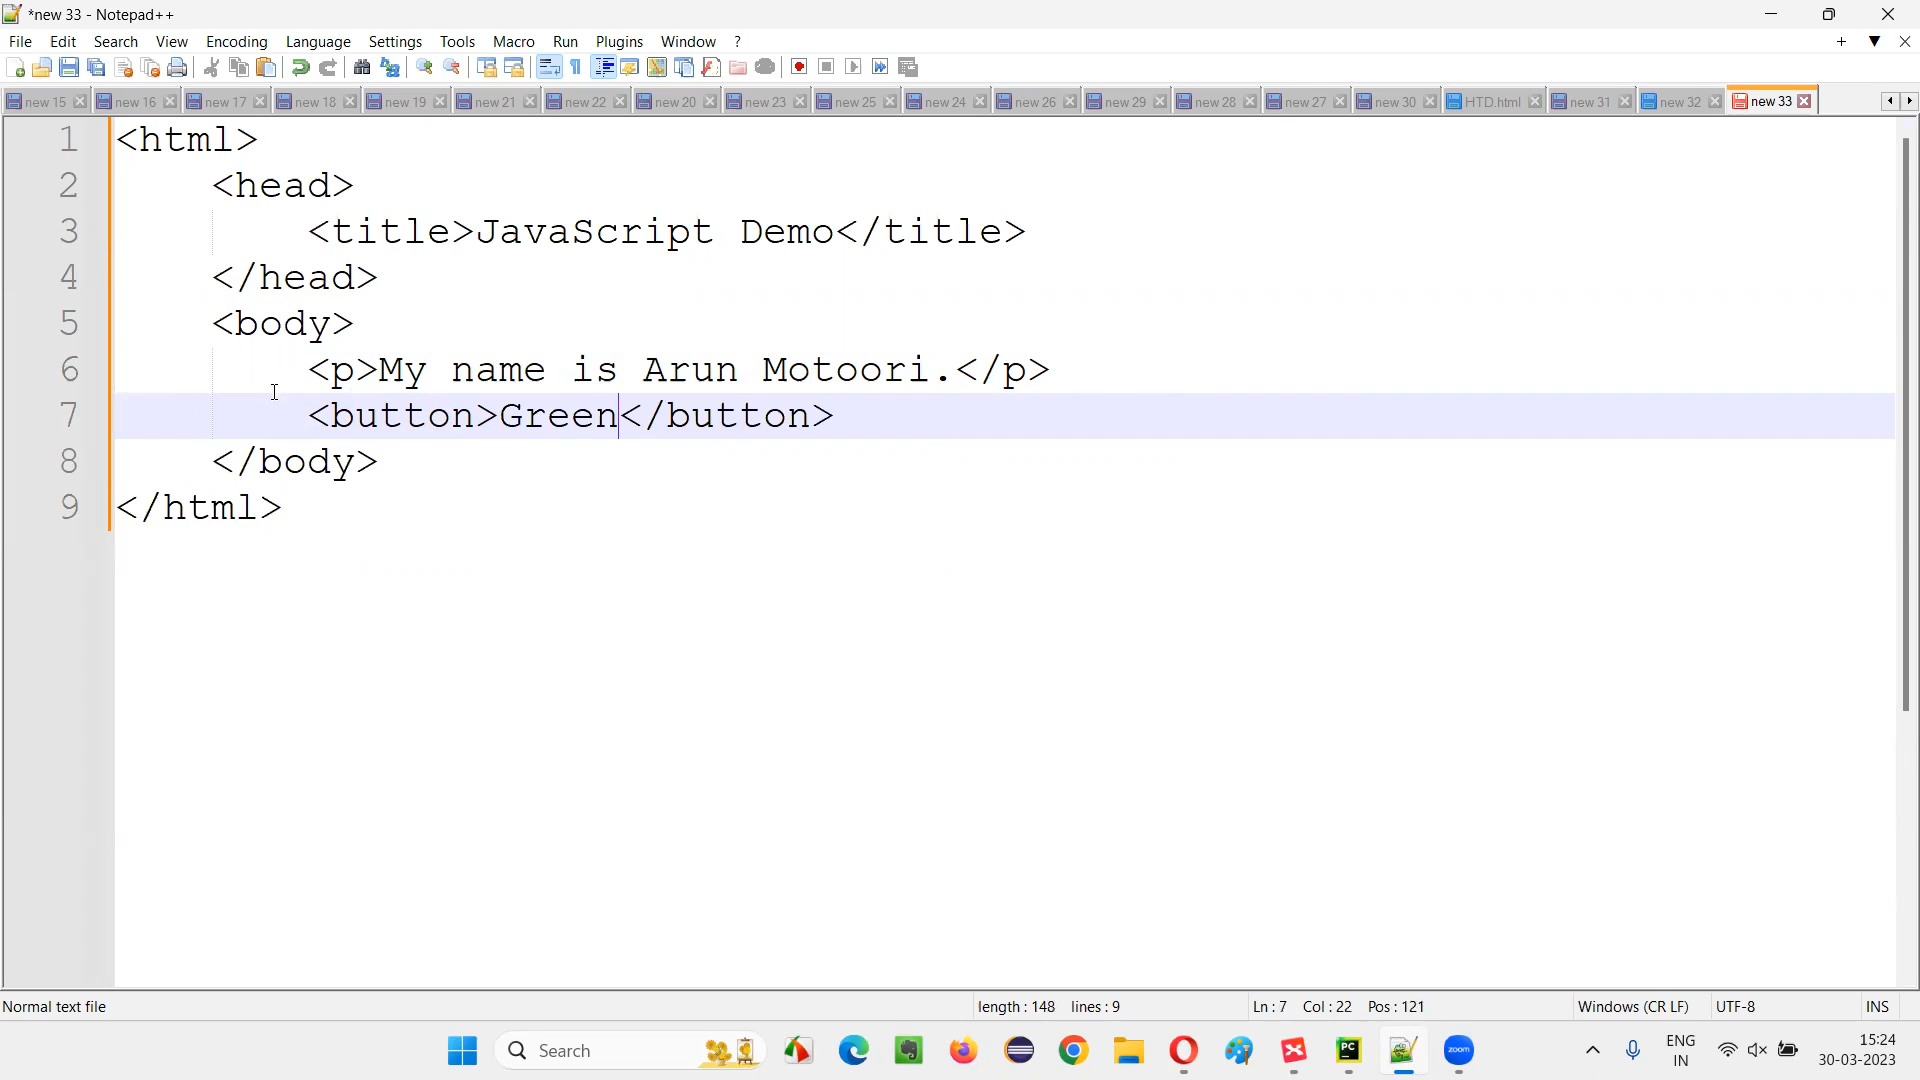 *new 33 - Notepad++
File Edit Search View Encoding Language Settings Tools Macro Run Plugins Window ?
new 15 new 16 new 17 new 18 new 19 new 21 new 22 new 20 new 23 new 25 new 24 new 26 new 29 new 28 new 27 new 30 HTD.html new 31 new 32 new 33
1 <html>
2 <head>
3 <title>JavaScript Demo</title>
4 </head>
5 <body>
6 <p>My name is Arun Motoori.</p>
7 <button>Green</button>
8 </body>
9 </html>
Normal text file length : 148 lines : 9 Ln : 7 Col : 22 Pos : 121 Windows (CR LF) UTF-8 INS
Search PC zoom ENG 15:24
IN 30-03-2023